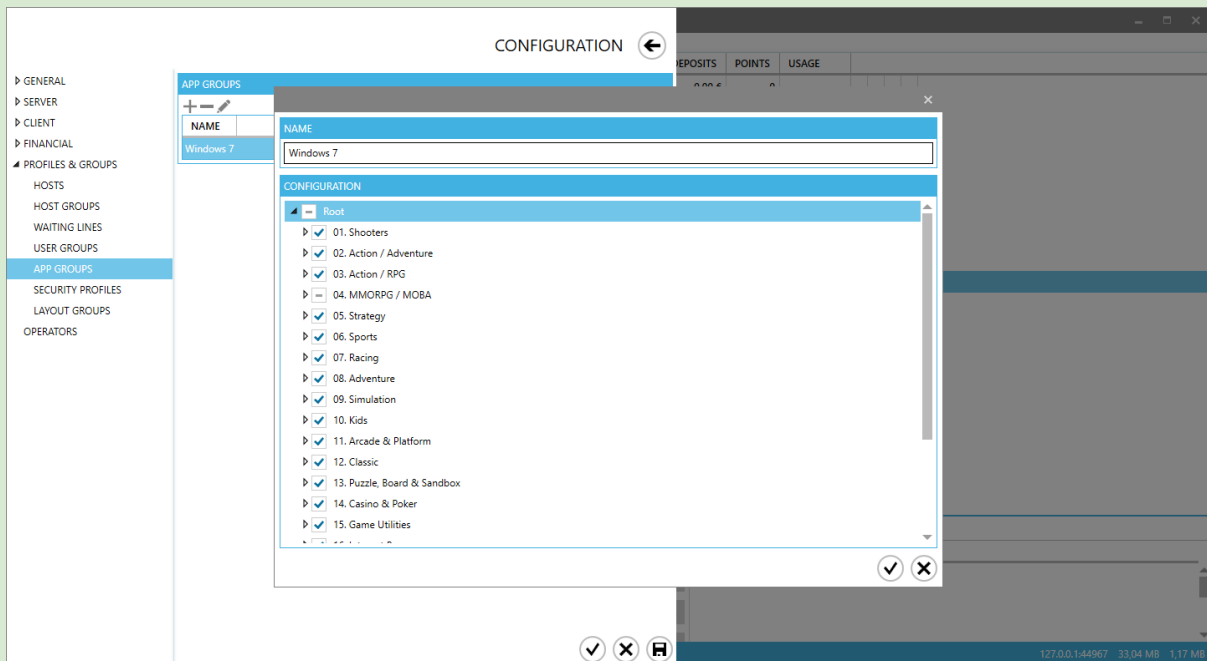 CONFIGURATION
EPOSITS POINTS USAGE
GENERAL
SERVER
CLIENT
FINANCIAL
PROFILES & GROUPS
HOSTS
HOST GROUPS
WAITING LINES
USER GROUPS
APP GROUPS
SECURITY PROFILES
LAYOUT GROUPS
OPERATORS
APP GROUPS
NAME
Windows 7
NAME
Windows 7
CONFIGURATION
Root
01. Shooters
02. Action / Adventure
03. Action / RPG
04. MMORPG / MOBA
05. Strategy
06. Sports
07. Racing
08. Adventure
09. Simulation
10. Kids
11. Arcade & Platform
12. Classic
13. Puzzle, Board & Sandbox
14. Casino & Poker
15. Game Utilities
127.0.0.1:44967 33,04 MB 1,17 MB